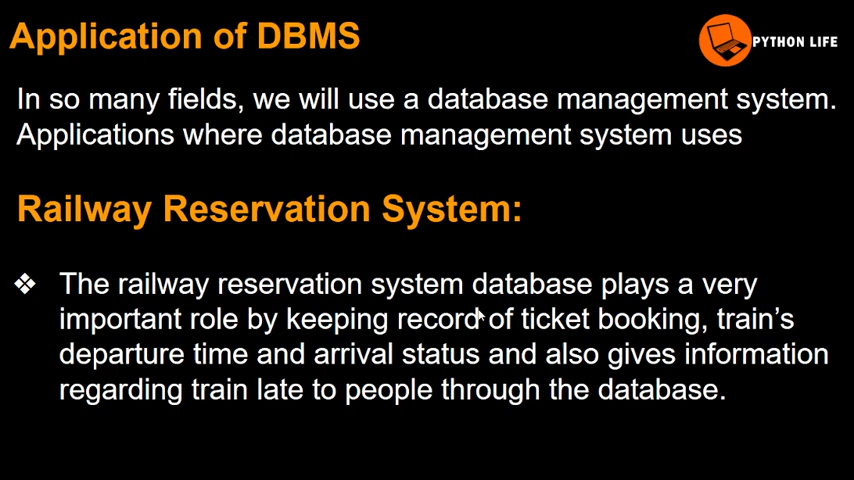 Application of DBMS
PYTHON LIFE
In so many fields, we will use a database management system.
Applications where database management system uses
Railway Reservation System:
❖ The railway reservation system database plays a very
important role by keeping record of ticket booking, train’s
departure time and arrival status and also gives information
regarding train late to people through the database.